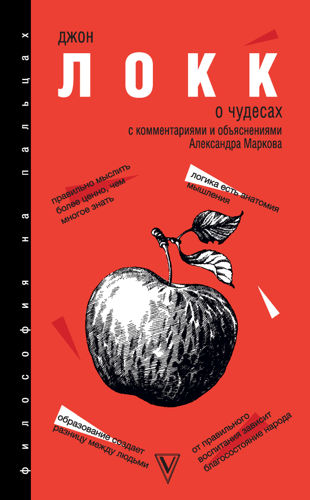 философия на пальцах
ДЖОН
ЛОКК
о чудесах
с комментариями и объяснениями
Александра Маркова
правильно мыслить
более ценно, чем
многое знать
логика есть анатомия
мышления
образование создает
разницу между людьми
от правильного
воспитания зависит
благосостояние народа